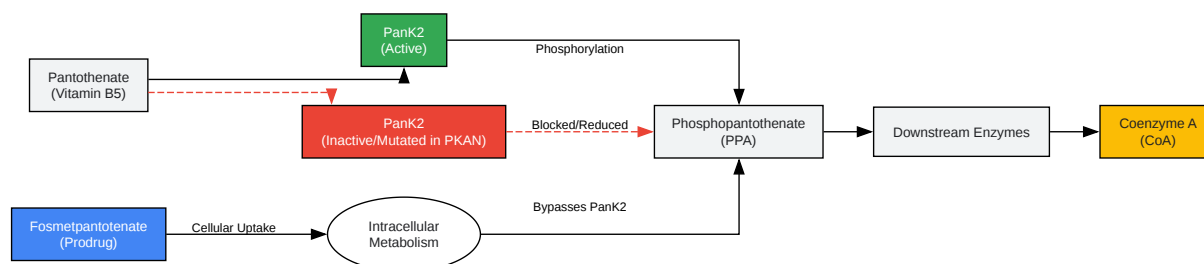 PanK2
(Active)
Phosphorylation
Pantothenate
(Vitamin B5)
PanK2
(Inactive/Mutated in PKAN)
Blocked/Reduced
Phosphopantothenate
(PPA)
Downstream Enzymes
Coenzyme A
(CoA)
Fosmetpantotenate
(Prodrug)
Cellular Uptake
Intracellular
Metabolism
Bypasses PanK2